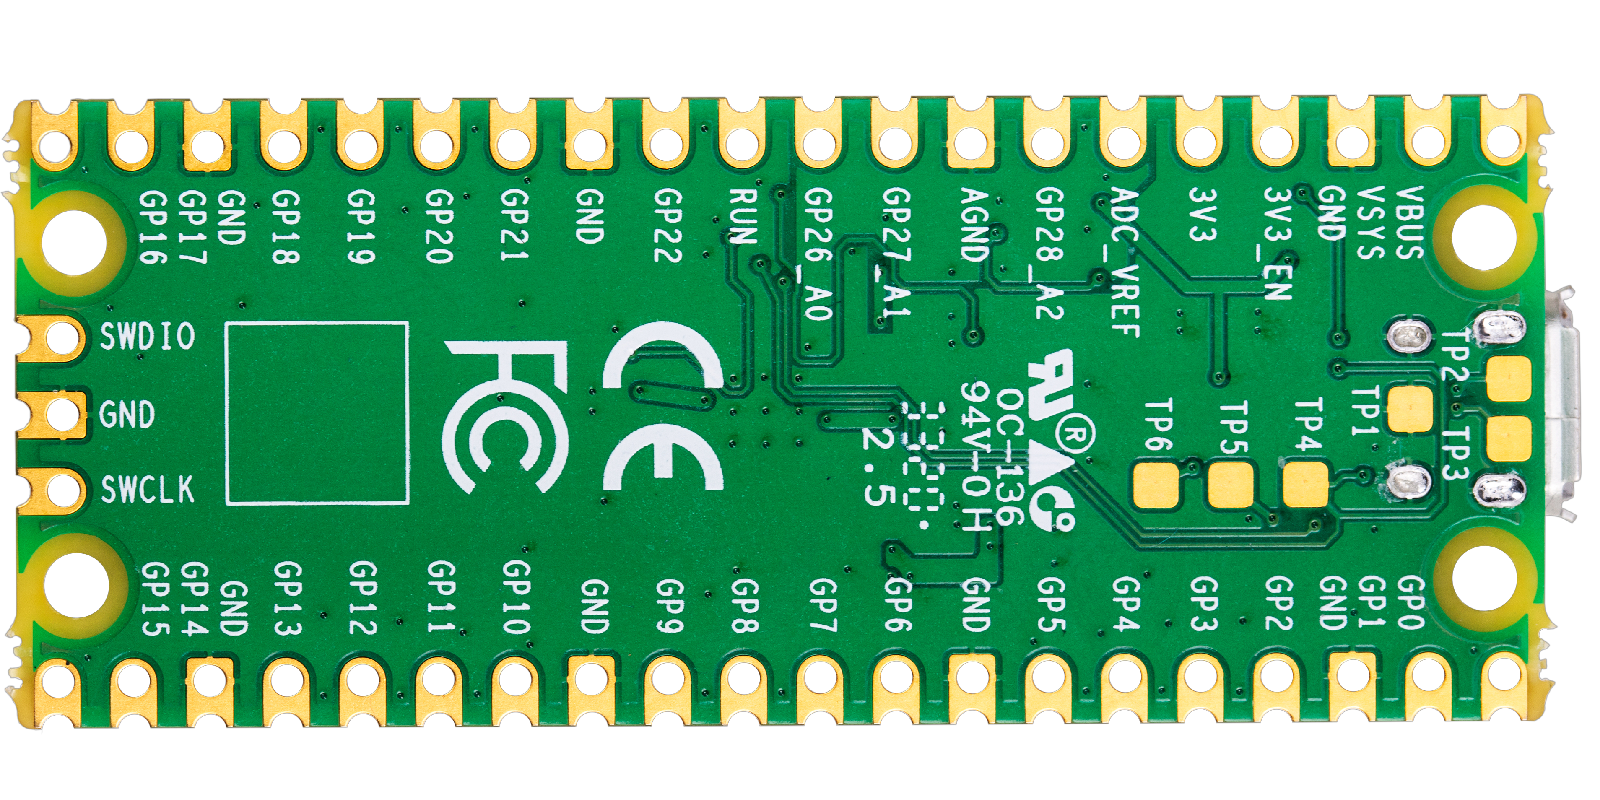 GP16
GP17
GND
GP18
GP19
GP20
GP21
GND
GP22
RUN
GP26_A0
GP27_A1
AGND
GP28_A2
ADC_VREF
3V3
3V3_EN
GND
VSYS
VBUS
SWDIO
GND
SWCLK
FC
CE
2.5
94V-0H
OC-136
®
TP6
TP5
TP4
TP1
TP2
TP3
GP15
GP14
GND
GP13
GP12
GP11
GP10
GND
GP9
GP8
GP7
GP6
GND
GP5
GP4
GP3
GP2
GND
GP1
GP0